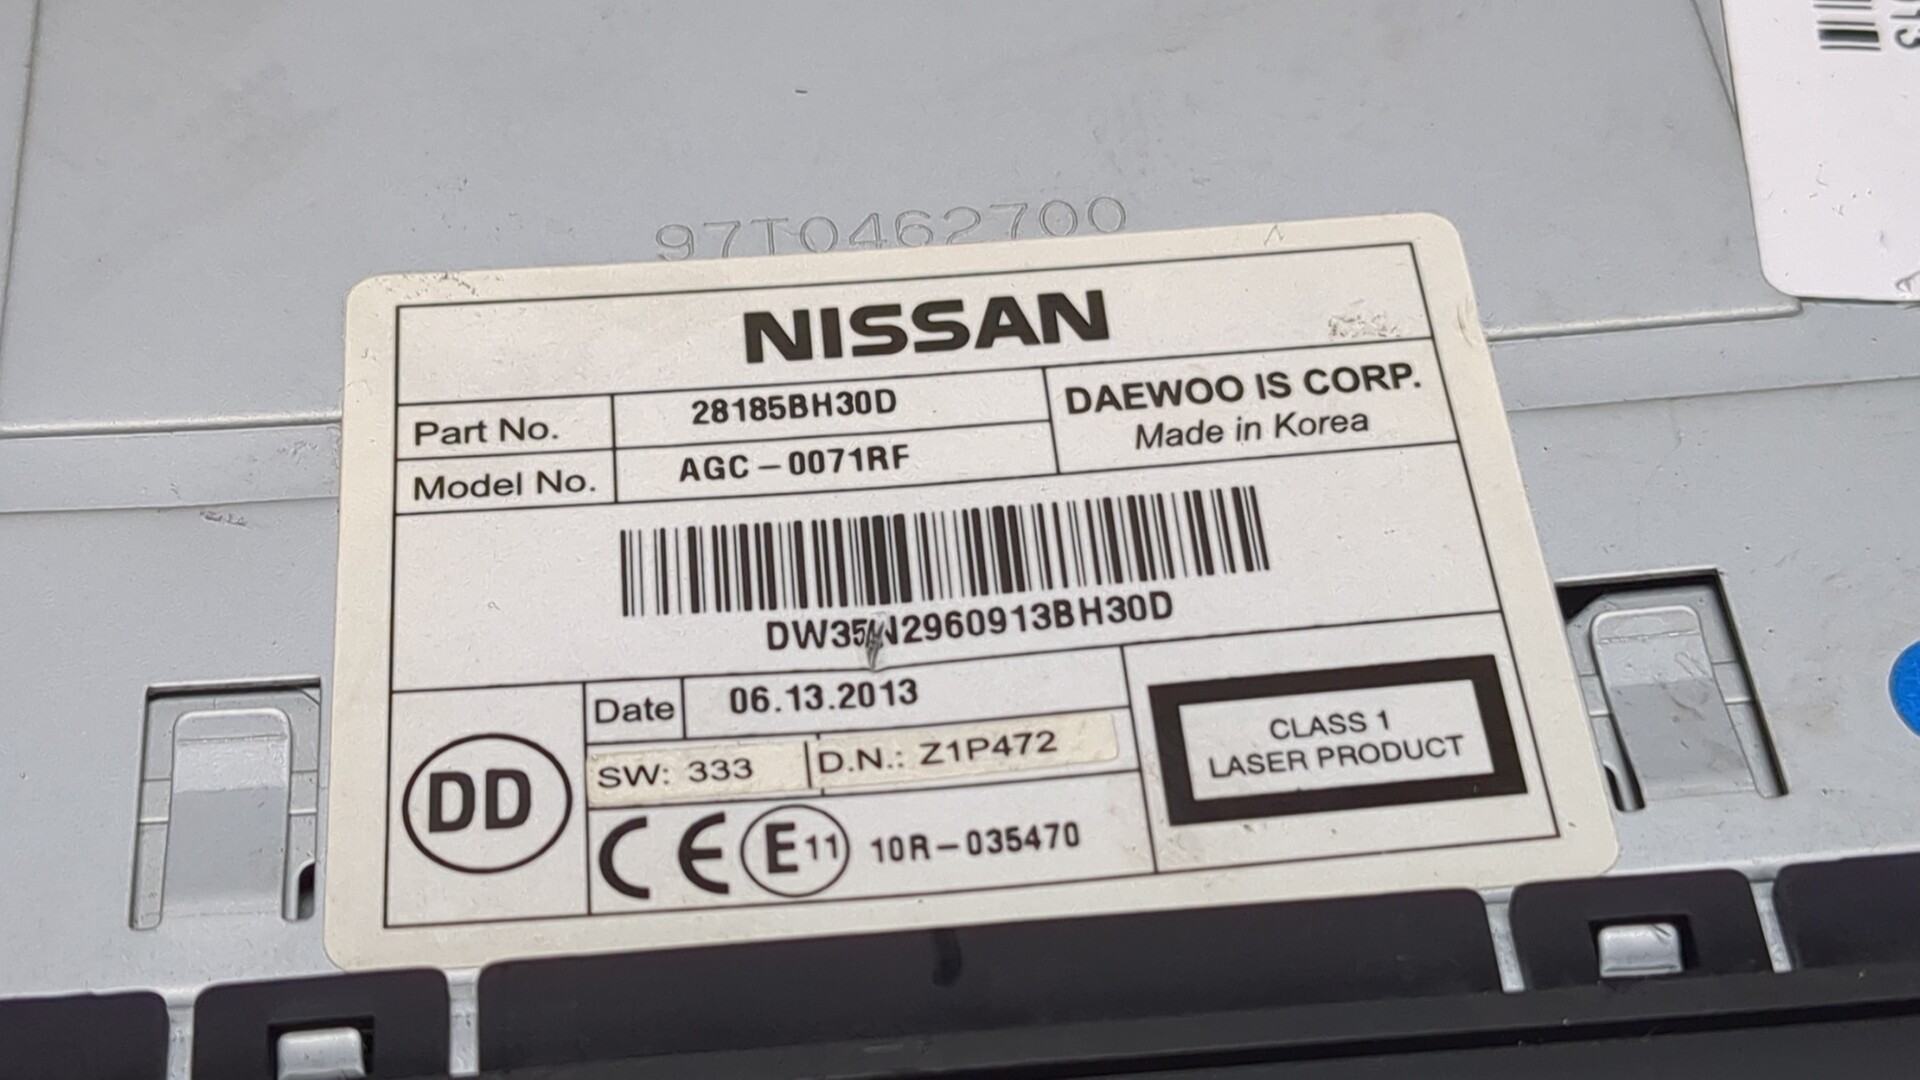 97T0462700
NISSAN
Part No. 28185BH30D
Model No. AGC-0071RF
DAEWOO IS CORP.
Made in Korea
Date 06.13.2013
SW: 333 D.N.: Z1P472
DD
CE E11 10R-035470
CLASS 1
LASER PRODUCT